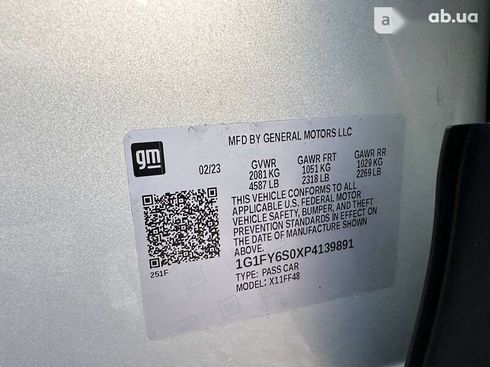 a ab.ua
MFD BY GENERAL MOTORS LLC
gm
02/23
GVWR GAWR FRT GAWR RR
2081 KG 1051 KG 1029 KG
4587 LB 2318 LB 2269 LB
THIS VEHICLE CONFORMS TO ALL
APPLICABLE U.S. FEDERAL MOTOR
VEHICLE SAFETY, BUMPER, AND THEFT
PREVENTION STANDARDS IN EFFECT ON
THE DATE OF MANUFACTURE SHOWN
ABOVE.
251F
1G1FY6S0XP4139891
TYPE: PASS CAR
MODEL: X11FF48